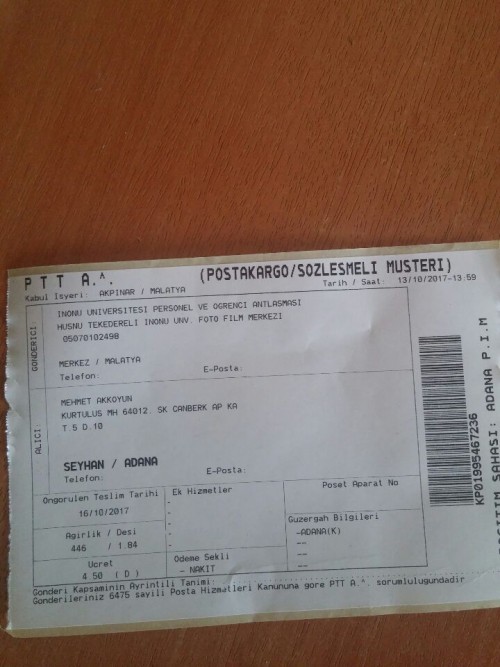 PTT A.Ş. (POSTAKARGO/SOZLESMELI MUSTERI)
Kabul Isyeri: AKPINAR / MALATYA Tarih / Saat: 13/10/2017-13:59
GONDERICI
INONU UNIVERSITESI PERSONEL VE OGRENCI ANTLASMASI
HUSNU TEKEDERELI INONU UNV. FOTO FILM MERKEZI
05070102498
MERKEZ / MALATYA
Telefon: E-Posta:
ALICI
MEHMET AKKOYUN
KURTULUS MH 64012. SK CANBERK AP KA
T 5 D.10
SEYHAN / ADANA
Telefon: E-Posta:
Ongorulen Teslim Tarihi
16/10/2017
Agirlik / Desi
446 / 1.84
Ucret
4 50 ( D )
Ek Hizmetler
-
-
-
-
Odeme Sekli
- NAKIT
Poset Aparat No
Guzergah Bilgileri
-ADANA(K)
--
--
--
Gonderi Kapsaminin Ayrintili Tanimi:
Gonderileriniz 6475 sayili Posta Hizmatleri Kanununa gore PTT A.Ş. sorumlulugundadir
KP01995467236
SAHASI: ADANA P.I.M